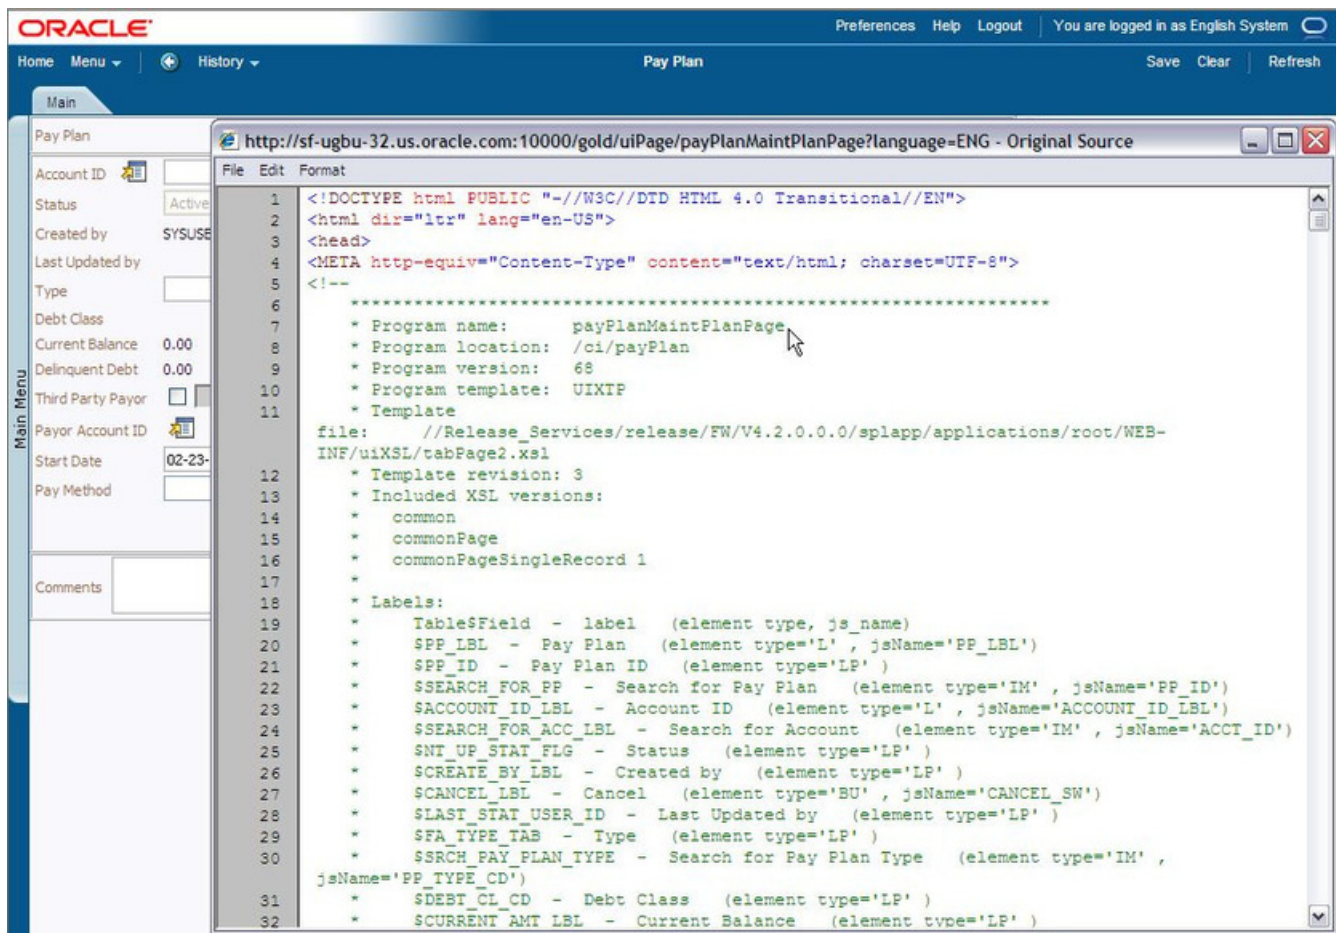 ORACLE
Preferences Help Logout You are logged in as English System
Home Menu History Pay Plan Save Clear Refresh
Main
Main Menu
Pay Plan
Account ID
Status Active
Created by SYSUSE
Last Updated by
Type
Debt Class
Current Balance 0.00
Delinquent Debt 0.00
Third Party Payor
Payor Account ID
Start Date 02-23-
Pay Method
Comments
http://sf-ugbu-32.us.oracle.com:10000/gold/uiPage/payPlanMaintPlanPage?language=ENG - Original Source
File Edit Format
1 <!DOCTYPE html PUBLIC "-//W3C//DTD HTML 4.0 Transitional//EN">
2 <html dir="ltr" lang="en-US">
3 <head>
4 <META http-equiv="Content-Type" content="text/html; charset=UTF-8">
5 <!--
6 *******************************************************************
7 * Program name: payPlanMaintPlanPage
8 * Program location: /ci/payPlan
9 * Program version: 68
10 * Program template: UIXTP
11 * Template
file: //Release_Services/release/FW/V4.2.0.0.0/splapp/applications/root/WEB-
INF/uiXSL/tabPage2.xsl
12 * Template revision: 3
13 * Included XSL versions:
14 * common
15 * commonPage
16 * commonPageSingleRecord 1
17 *
18 * Labels:
19 * Table$Field - label (element type, js_name)
20 * $PP_LBL - Pay Plan (element type='L' , jsName='PP_LBL')
21 * $PP_ID - Pay Plan ID (element type='LP' )
22 * $SEARCH_FOR_PP - Search for Pay Plan (element type='IM' , jsName='PP_ID')
23 * $ACCOUNT_ID_LBL - Account ID (element type='L' , jsName='ACCOUNT_ID_LBL')
24 * $SEARCH_FOR_ACC_LBL - Search for Account (element type='IM' , jsName='ACCT_ID')
25 * $NT_UP_STAT_FLG - Status (element type='LP' )
26 * $CREATE_BY_LBL - Created by (element type='LP' )
27 * $CANCEL_LBL - Cancel (element type='BU' , jsName='CANCEL_SW')
28 * $LAST_STAT_USER_ID - Last Updated by (element type='LP' )
29 * $FA_TYPE_TAB - Type (element type='LP' )
30 * $SRCH_PAY_PLAN_TYPE - Search for Pay Plan Type (element type='IM' ,
jsName='PP_TYPE_CD')
31 * $DEBT_CL_CD - Debt Class (element type='LP' )
32 * $CURRENT_AMT_LBL - Current Balance (element type='LP' )